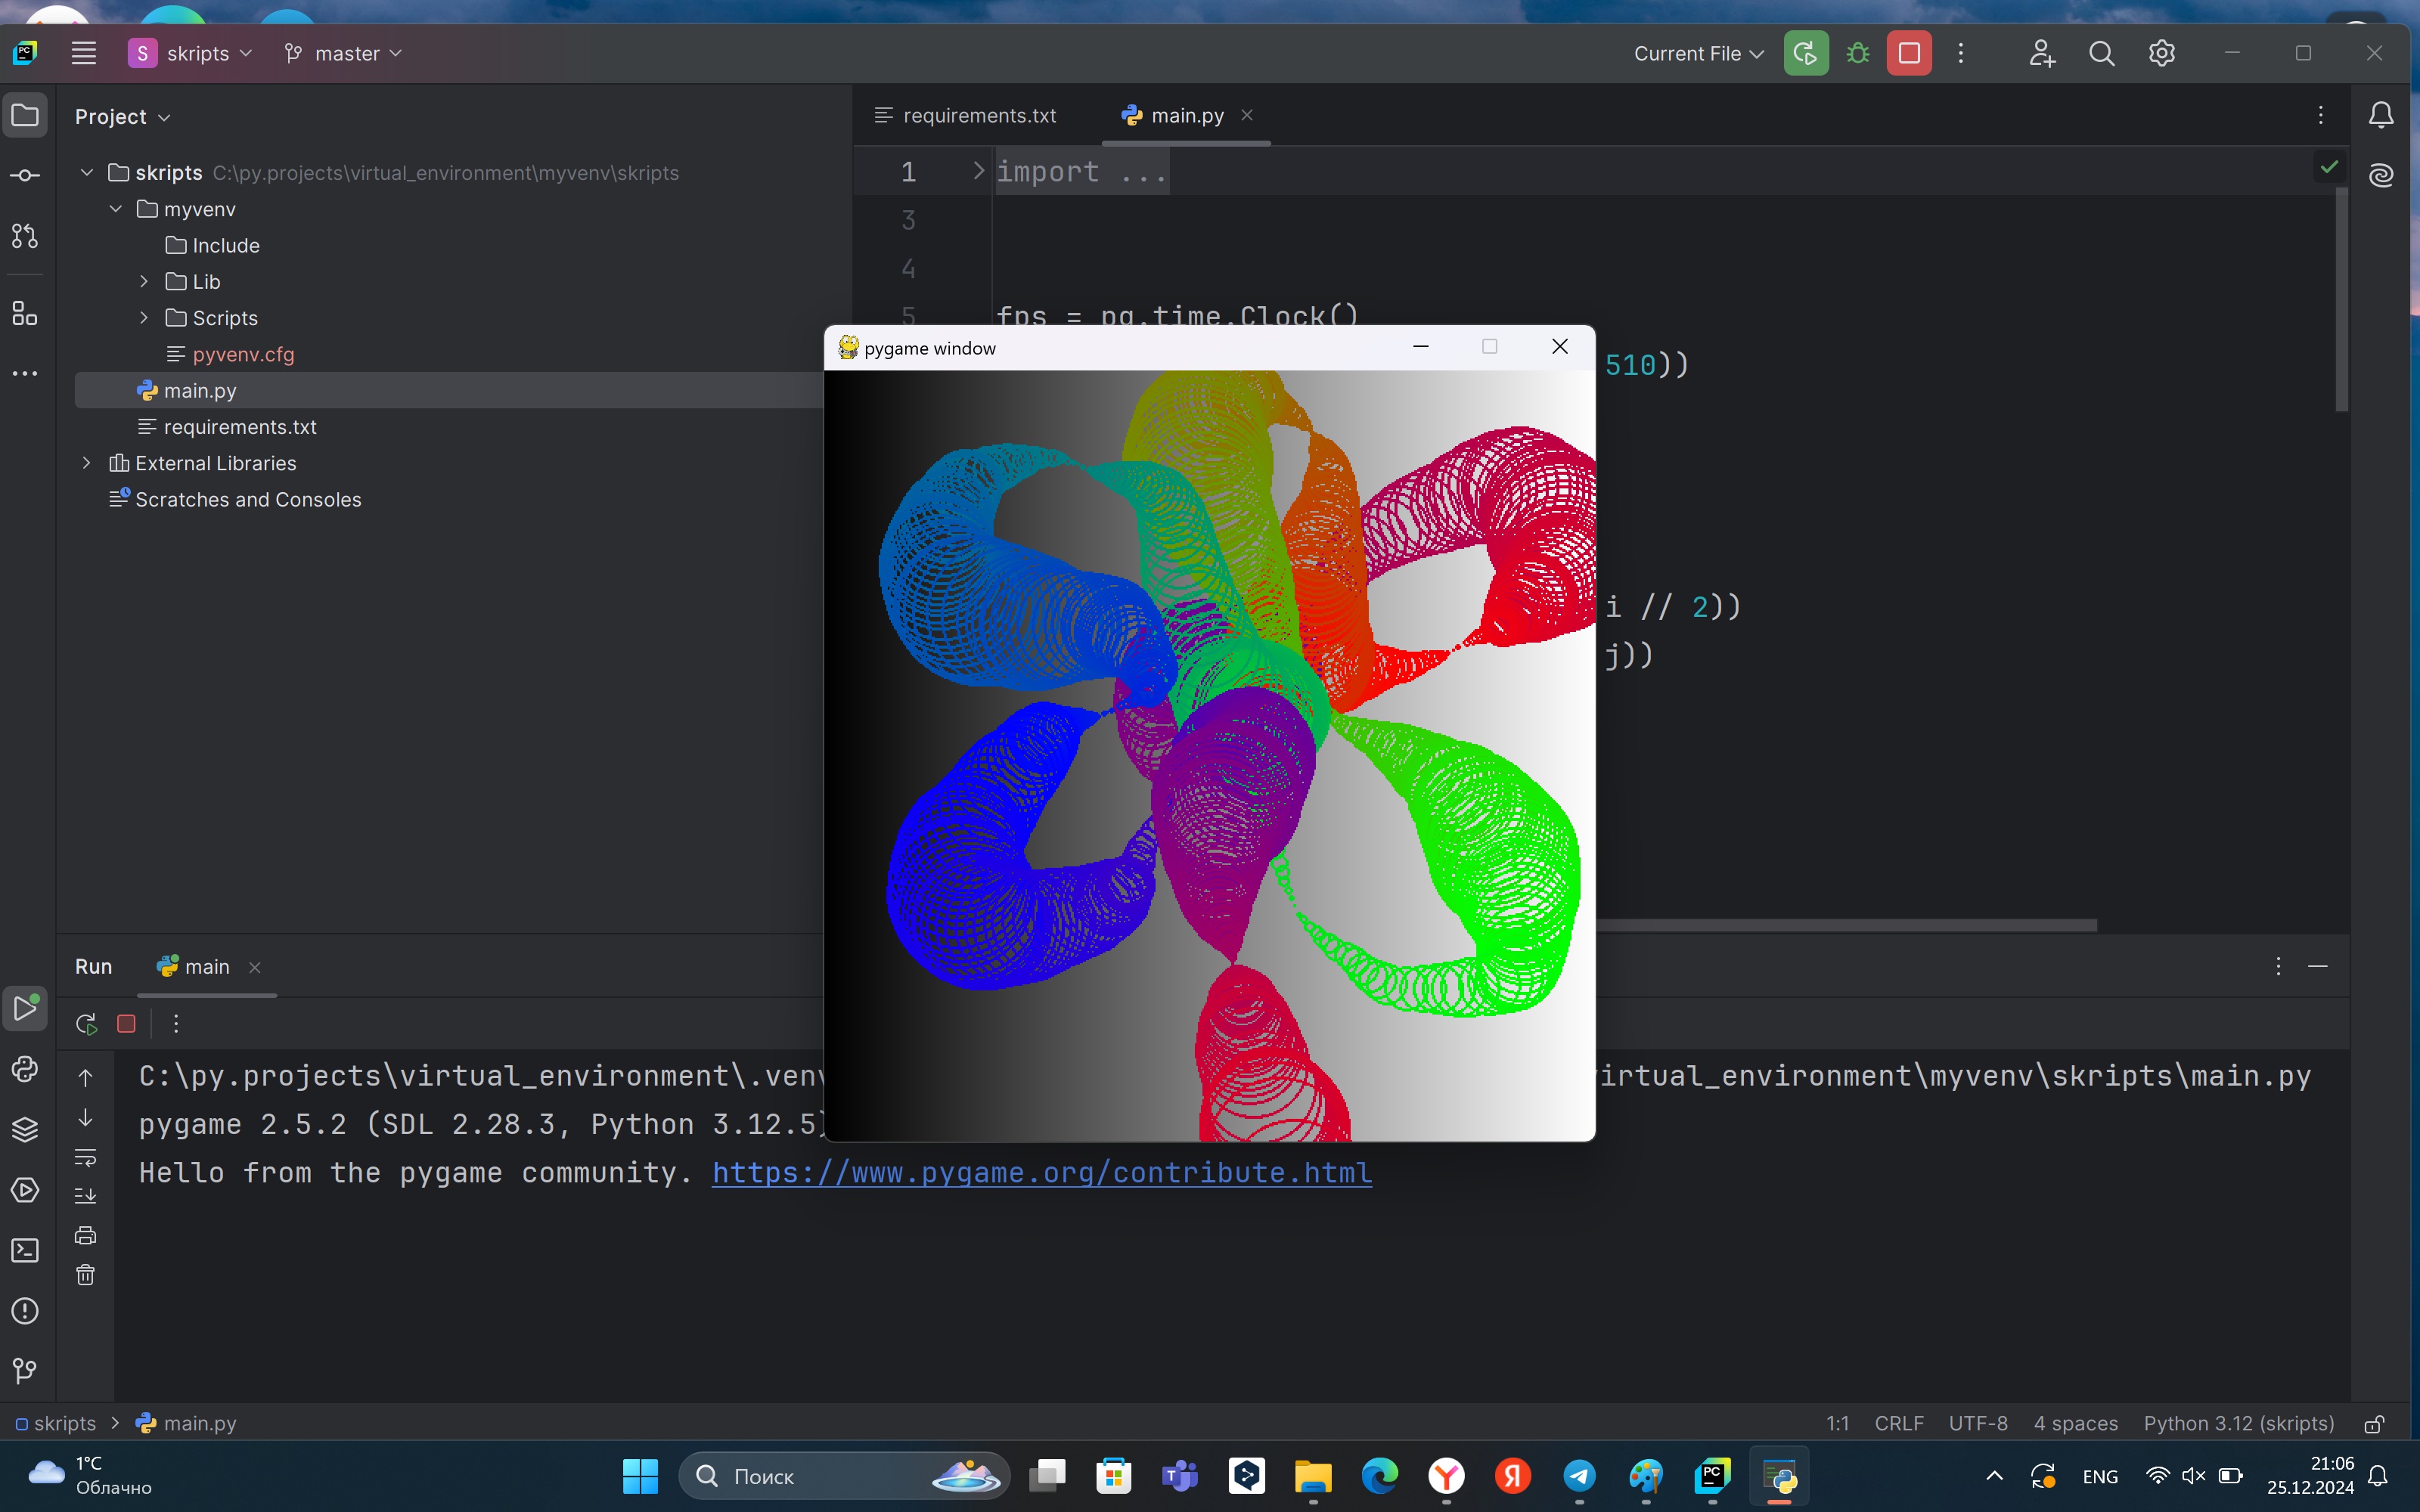 S skripts master Current File
Project
skripts C:\py.projects\virtual_environment\myvenv\skripts
myvenv
Include
Lib
Scripts
pyvenv.cfg
main.py
requirements.txt
External Libraries
Scratches and Consoles
requirements.txt main.py
1 import ...
3
4
5 fps = pg.time.Clock()
510))
i // 2))
j))
pygame window
Run main
C:\py.projects\virtual_environment\.venv irtual_environment\myvenv\skripts\main.py
pygame 2.5.2 (SDL 2.28.3, Python 3.12.5)
Hello from the pygame community. https://www.pygame.org/contribute.html
skripts > main.py 1:1 CRLF UTF-8 4 spaces Python 3.12 (skripts)
1°C
Облачно
Поиск
ENG
21:06
25.12.2024